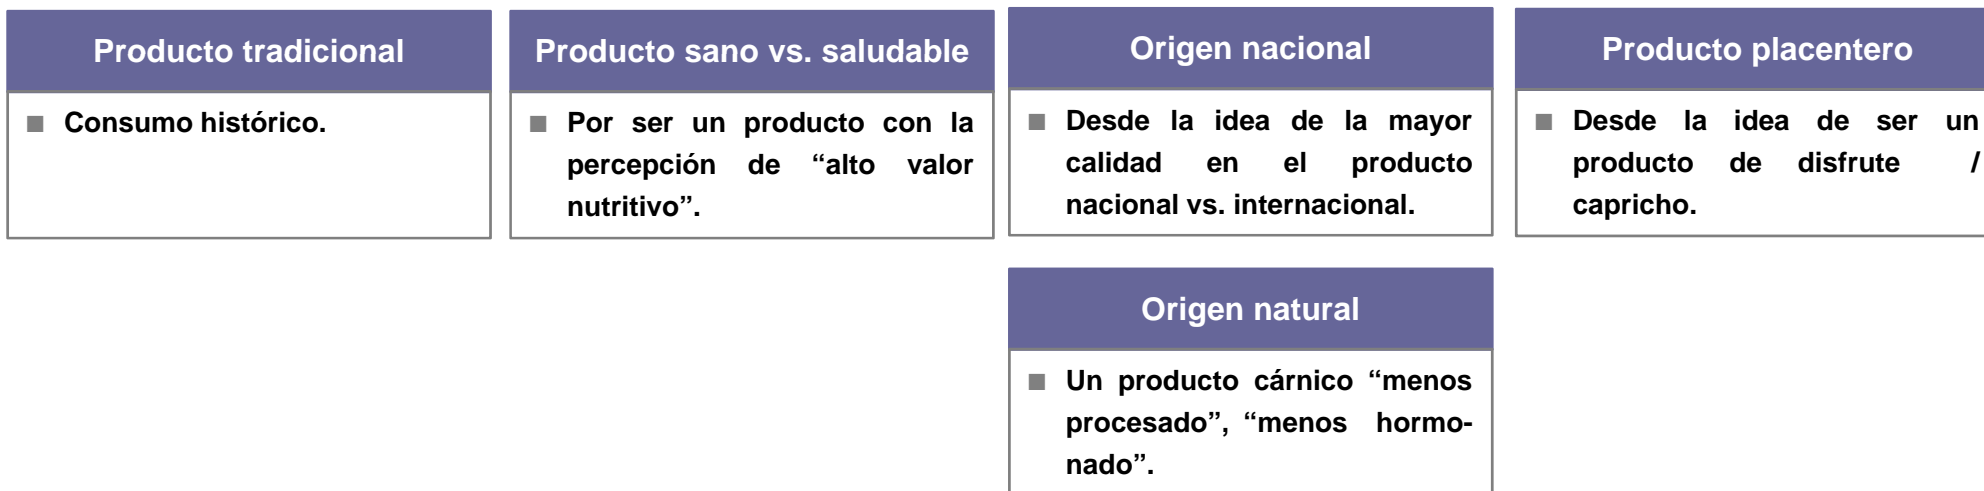 Producto tradicional
■ Consumo histórico.
Producto sano vs. saludable
■ Por ser un producto con la
percepción de “alto valor
nutritivo”.
Origen nacional
■ Desde la idea de la mayor
calidad en el producto
nacional vs. internacional.
Producto placentero
■ Desde la idea de ser un
producto de disfrute /
capricho.
Origen natural
■ Un producto cárnico “menos
procesado”, “menos hormo-
nado”.